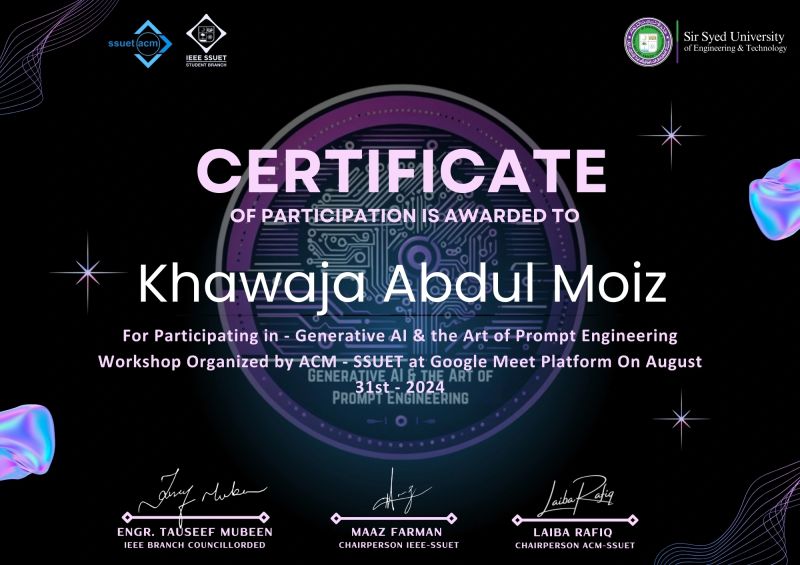 ssuet acm
IEEE SSUET
STUDENT BRANCH
Sir Syed University
of Engineering & Technology
CERTIFICATE
OF PARTICIPATION IS AWARDED TO
Khawaja Abdul Moiz
For Participating in - Generative AI & the Art of Prompt Engineering
Workshop Organized by ACM - SSUET at Google Meet Platform On August
31st - 2024
Generative AI & the Art of
Prompt Engineering
Laiba Rafiq
ENGR. TAUSEEF MUBEEN
IEEE BRANCH COUNCILLORDED
MAAZ FARMAN
CHAIRPERSON IEEE-SSUET
LAIBA RAFIQ
CHAIRPERSON ACM-SSUET